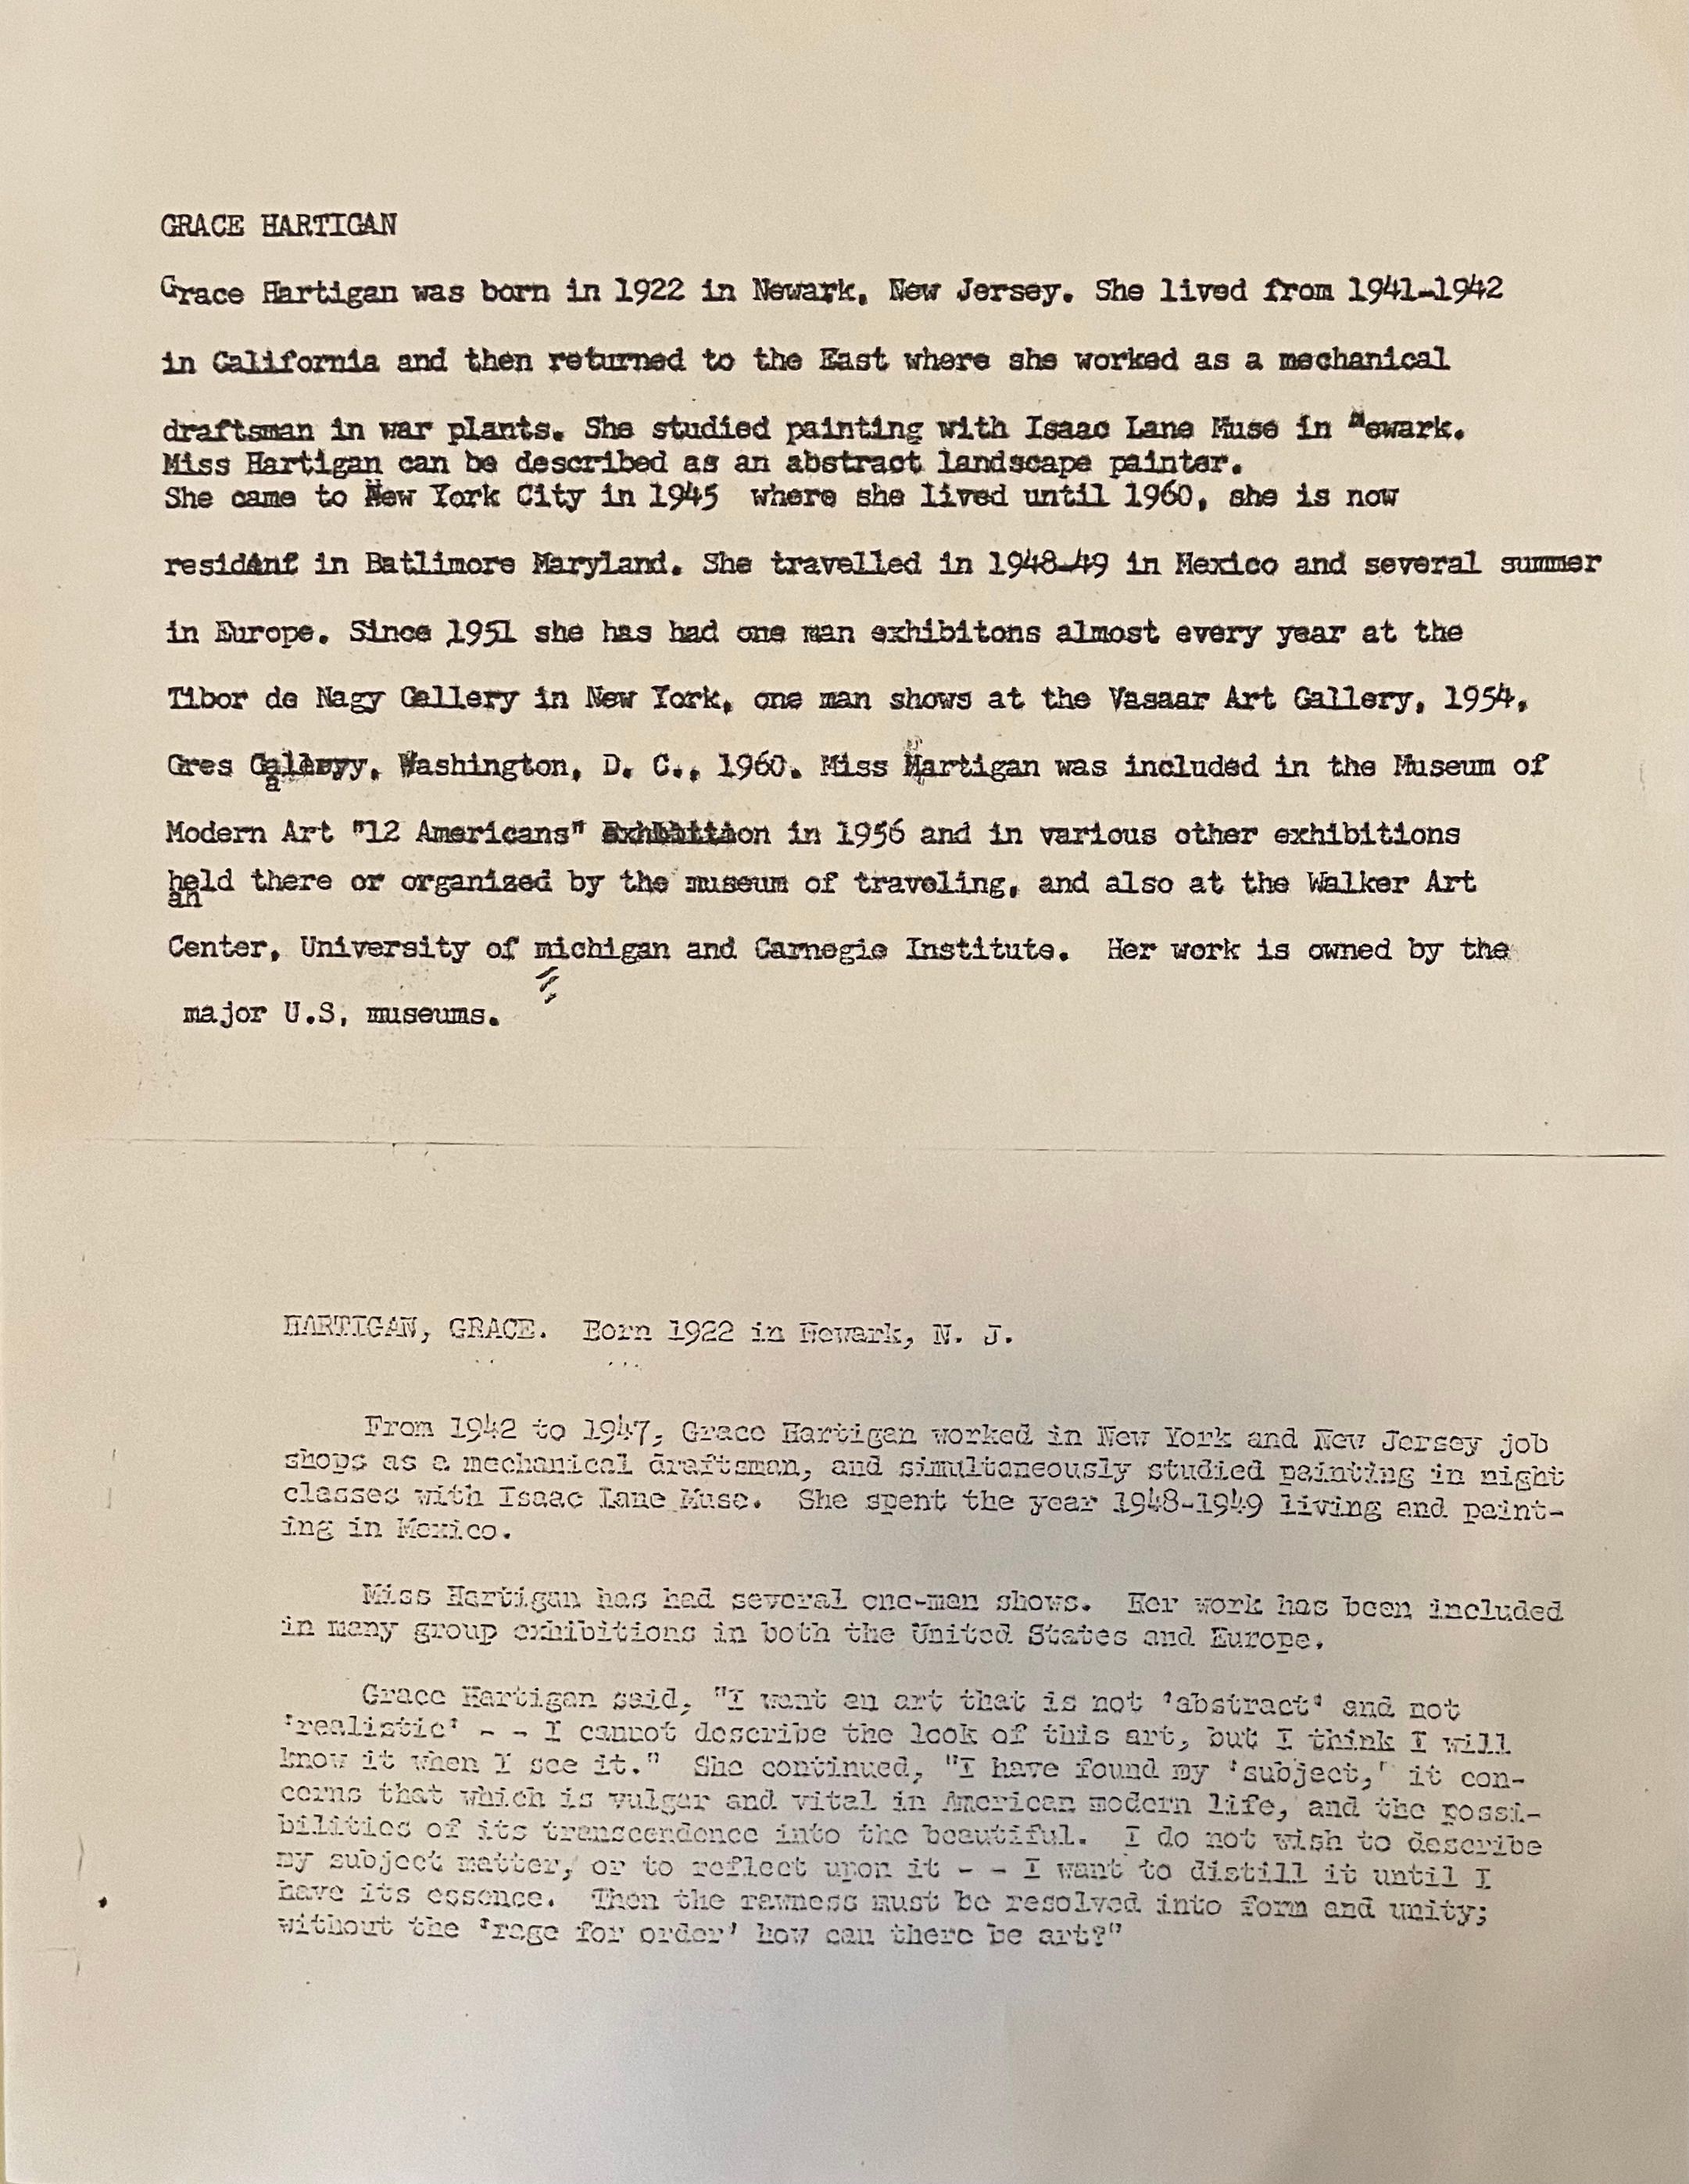 GRACE HARTIGAN
Grace Hartigan was born in 1922 in Newark, New Jersey. She lived from 1941-1942
in California and then returned to the East where she worked as a mechanical
draftsman in war plants. She studied painting with Isaac Lane Muse in Newark.
Miss Hartigan can be described as an abstract landscape painter.
She came to New York City in 1945 where she lived until 1960, she is now
in Batlimore Maryland. She travelled in 1948-49 in Mexico and several summer
in Europe. Since 1951 she has had one man exhibitons almost every year at the
Tibor de Nagy Gallery in New York, one man shows at the Vasaar Art Gallery, 1954,
Gres Washington, D. C., 1960. Miss Hartigan was included in the Museum of
Modern Art "12 Americans" Exhibition in 1956 and in various other exhibitions
held there or organized by the museum of traveling, and also at the Walker Art
an
Center, University of michigan and Carnegie Institute. Her work is owned by the
major U.S, museums.
HARTIGAN, GRACE. Born 1922 in Newark, N. J.
From 1942 to 1947, Grace Hartigan worked in New York and New Jersey job
shops as a mechanical draftsman, and simultaneously studied painting in night
classes with Isaac Lane Muse. She spent the year 1948-1949 living and paint-
ing in Mexico.
Miss Hartigan has had several one-man shows. Her work has been included
in many group exhibitions in both the United States and Europe.
Grace Hartigan said, "I want an art that is not 'abstract' and not
'realistic' - - I cannot describe the look of this art, but I think I will
know it when I see it." She continued, "I have found my 'subject,' it con-
cerns that which is vulgar and vital in American modern life, and the possi-
bilities of its transcendence into the beautiful. I do not wish to describe
my subject matter, or to reflect upon it - - I want to distill it until I
have its essence. Then the rawness must be resolved into form and unity;
without the 'rage for order' how can there be art?"